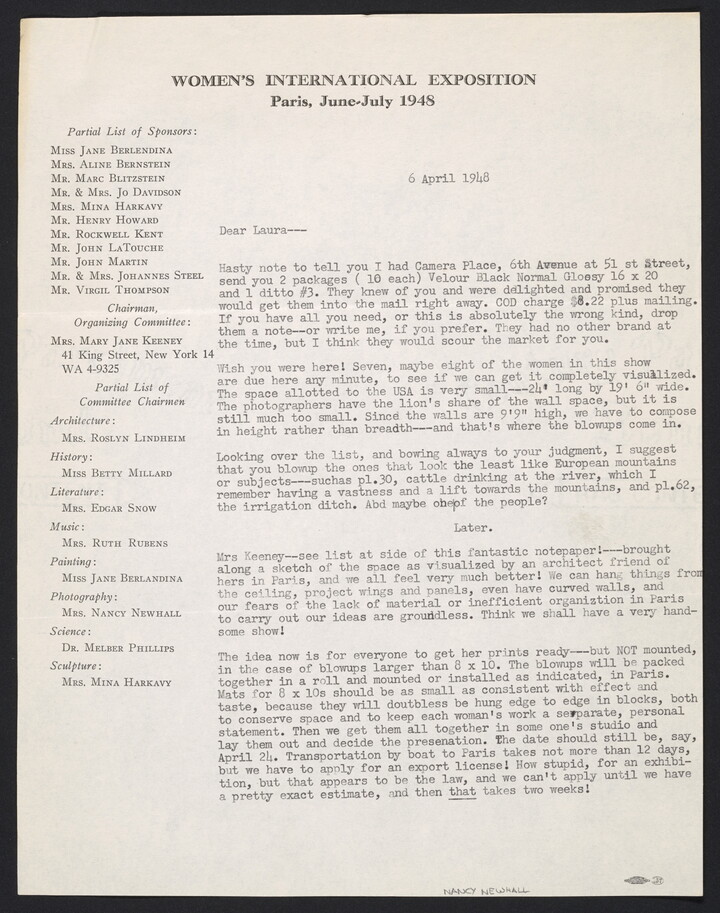 WOMEN'S INTERNATIONAL EXPOSITION
Paris, June-July 1948
Partial List of Sponsors:
MISS JANE BERLENDINA
MRS. ALINE BERNSTEIN
MR. MARC BLITZSTEIN
MR. & MRS. JO DAVIDSON
MRS. MINA HARKAVY
MR. HENRY HOWARD
MR. ROCKWELL KENT
MR. JOHN LATOUCHE
MR. JOHN MARTIN
MR. & MRS. JOHANNES STEEL
MR. VIRGIL THOMPSON
Chairman,
Organizing Committee:
MRS. MARY JANE KEENEY
41 King Street, New York 14
WA 4-9325
Partial List of
Committee Chairmen
Architecture:
MRS. ROSLYN LINDHEIM
History:
MISS BETTY MILLARD
Literature:
MRS. EDGAR SNOW
Music:
MRS. RUTH RUBENS
Painting:
MISS JANE BERLANDINA
Photography:
MRS. NANCY NEWHALL
Science:
DR. MELBER PHILLIPS
Sculpture:
MRS. MINA HARKAVY
6 April 1948
Dear Laura---
Hasty note to tell you I had Camera Place, 6th Avenue at 51 st Street,
send you 2 packages ( 10 each) Velour Black Normal Glossy 16 x 20
and 1 ditto #3. They knew of you and were delighted and promised they
would get them into the mail right away. COD charge $8.22 plus mailing.
If you have all you need, or this is absolutely the wrong kind, drop
them a note--or write me, if you prefer. They had no other brand at
the time, but I think they would scour the market for you.
Wish you were here! Seven, maybe eight of the women in this show
are due here any minute, to see if we can get it completely visualized.
The space allotted to the USA is very small---24' long by 19' 6" wide.
The photographers have the lion's share of the wall space, but it is
still much too small. Since the walls are 9'9" high, we have to compose
in height rather than breadth---and that's where the blowups come in.
Looking over the list, and bowing always to your judgment, I suggest
that you blowup the ones that look the least like European mountains
or subjects---suchas pl.30, cattle drinking at the river, which I
remember having a vastness and a lift towards the mountains, and pl.62,
the irrigation ditch. Abd maybe one of the people?
Later.
Mrs Keeney--see list at side of this fantastic notepaper!---brought
along a sketch of the space as visualized by an architect friend of
hers in Paris, and we all feel very much better! We can hang things from
the ceiling, project wings and panels, even have curved walls, and
our fears of the lack of material or inefficient organiztion in Paris
to carry out our ideas are groundless. Think we shall have a very hand-
some show!
The idea now is for everyone to get her prints ready---but NOT mounted,
in the case of blowups larger than 8 x 10. The blowups will be packed
together in a roll and mounted or installed as indicated, in Paris.
Mats for 8 x 10s should be as small as consistent with effect and
taste, because they will doubtless be hung edge to edge in blocks, both
to conserve space and to keep each woman's work a serparate, personal
statement. Then we get them all together in some one's studio and
lay them out and decide the presenation. The date should still be, say,
April 24. Transportation by boat to Paris takes not more than 12 days,
but we have to apply for an export license! How stupid, for an exhibi-
tion, but that appears to be the law, and we can't apply until we have
a pretty exact estimate, and then that takes two weeks!
NANCY NEWHALL